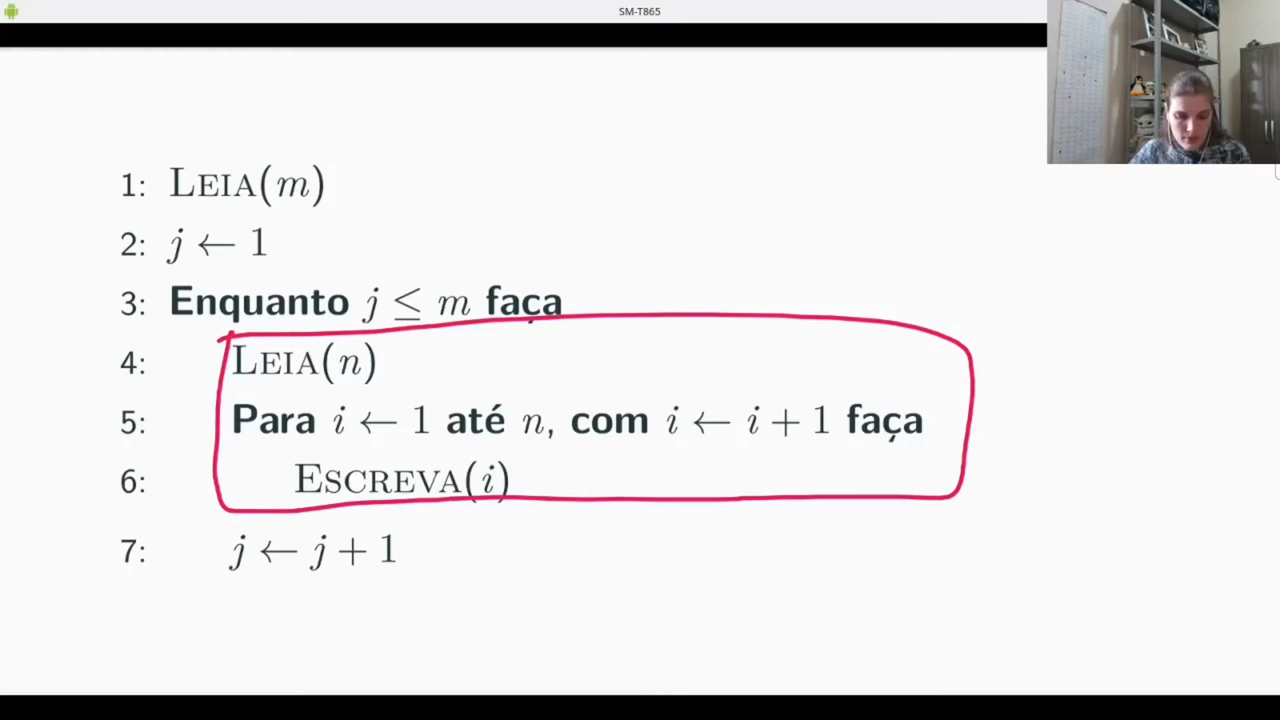 SM-T865
1: LEIA(m)
2: j ← 1
3: Enquanto j ≤ m faça
4: LEIA(n)
5: Para i ← 1 até n, com i ← i + 1 faça
6: ESCREVA(i)
7: j ← j + 1